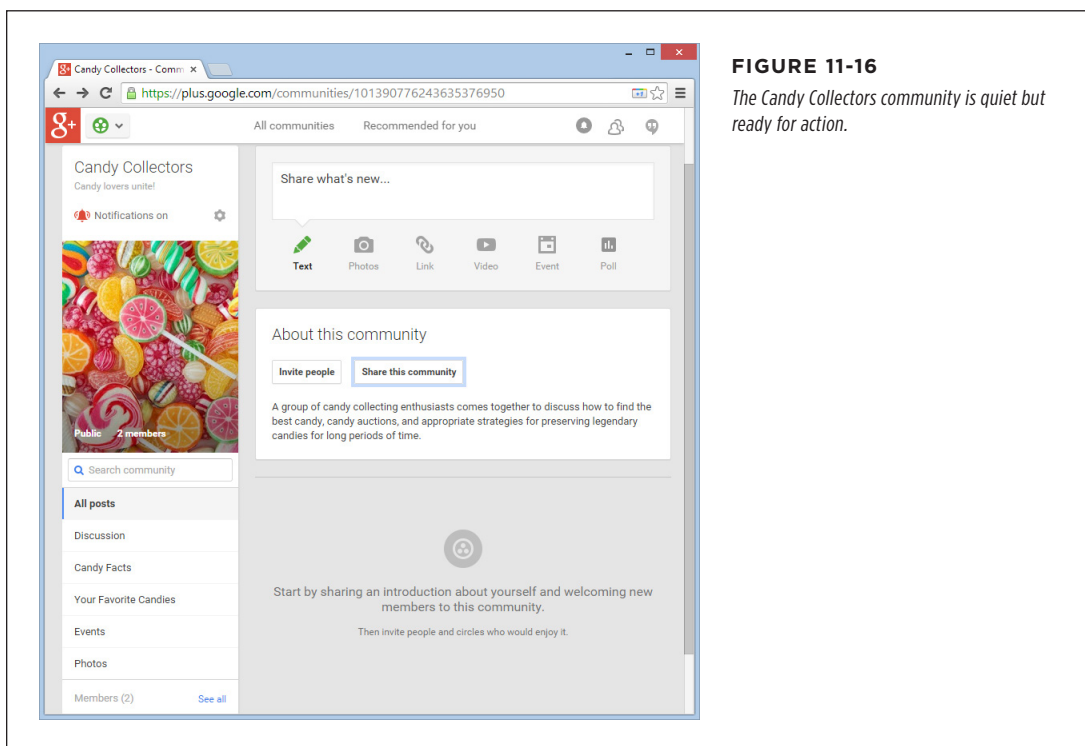 Candy Collectors - Comm
https://plus.google.com/communities/101390776243635376950
g+
All communities Recommended for you
Candy Collectors
Candy lovers unite!
Notifications on
Public 2 members
Search community
All posts
Discussion
Candy Facts
Your Favorite Candies
Events
Photos
Members (2) See all
Share what's new...
Text Photos Link Video Event Poll
About this community
Invite people Share this community
A group of candy collecting enthusiasts comes together to discuss how to find the
best candy, candy auctions, and appropriate strategies for preserving legendary
candies for long periods of time.
Start by sharing an introduction about yourself and welcoming new
members to this community.
Then invite people and circles who would enjoy it.
FIGURE 11-16
The Candy Collectors community is quiet but
ready for action.